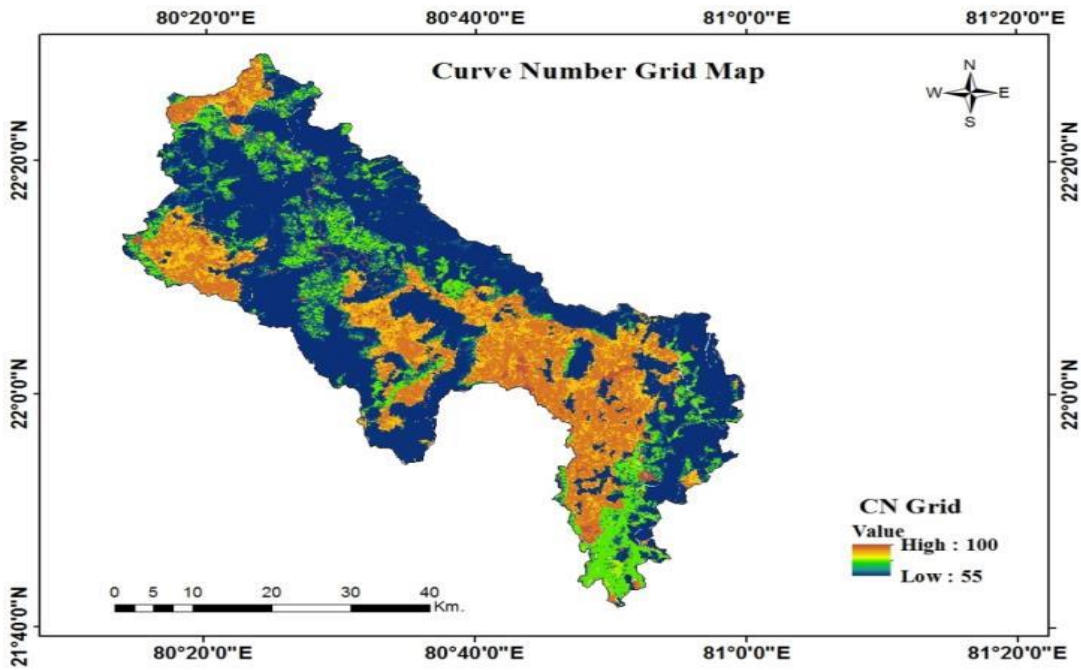 80°20'0"E 80°40'0"E 81°0'0"E 81°20'0"E
Curve Number Grid Map
N
W E
S
22°20'0"N 22°20'0"N
22°0'0"N 22°0'0"N
CN Grid
Value
High : 100
Low : 55
0 5 10 20 30 40
Km.
21°40'0"N
80°20'0"E 80°40'0"E 81°0'0"E 81°20'0"E